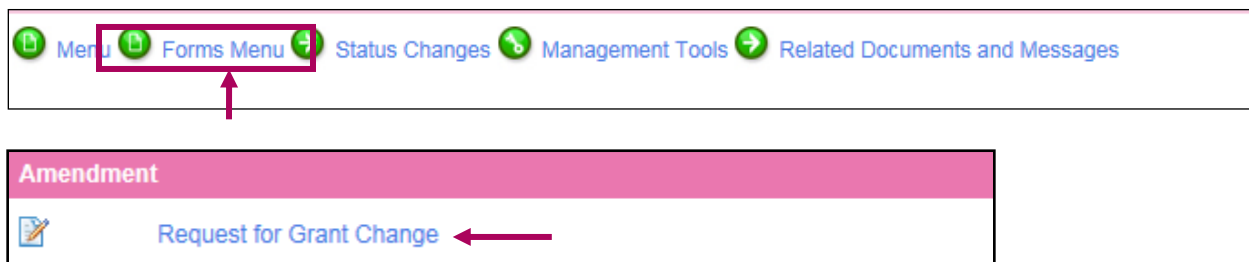 Menu Forms Menu Status Changes Management Tools Related Documents and Messages
Amendment
Request for Grant Change